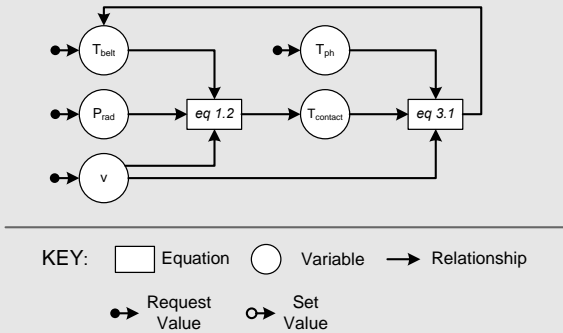 T_belt
T_ph
P_rad
eq 1.2
T_contact
eq 3.1
v
KEY:
Equation
Variable
Relationship
Request
Value
Set
Value